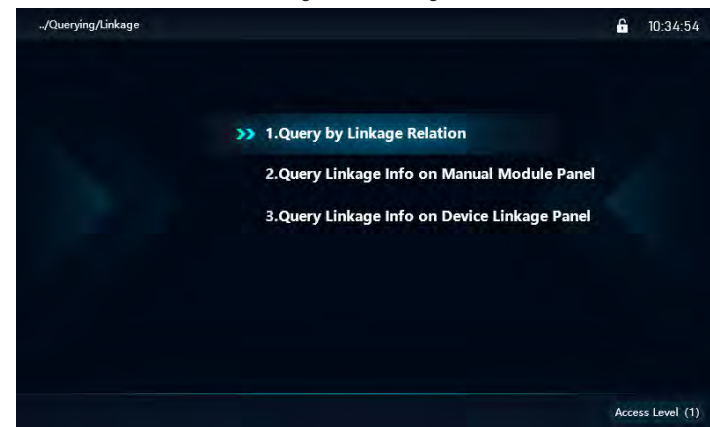 ../Querying/Linkage
10:34:54
1.Query by Linkage Relation
2.Query Linkage Info on Manual Module Panel
3.Query Linkage Info on Device Linkage Panel
Access Level (1)